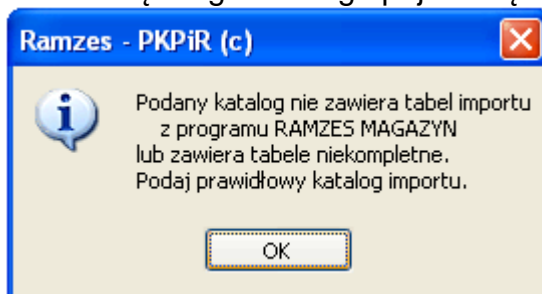 Ramzes - PKPiR (c)
Podany katalog nie zawiera tabel importu
z programu RAMZES MAGAZYN
lub zawiera tabele niekompletne.
Podaj prawidłowy katalog importu.
OK